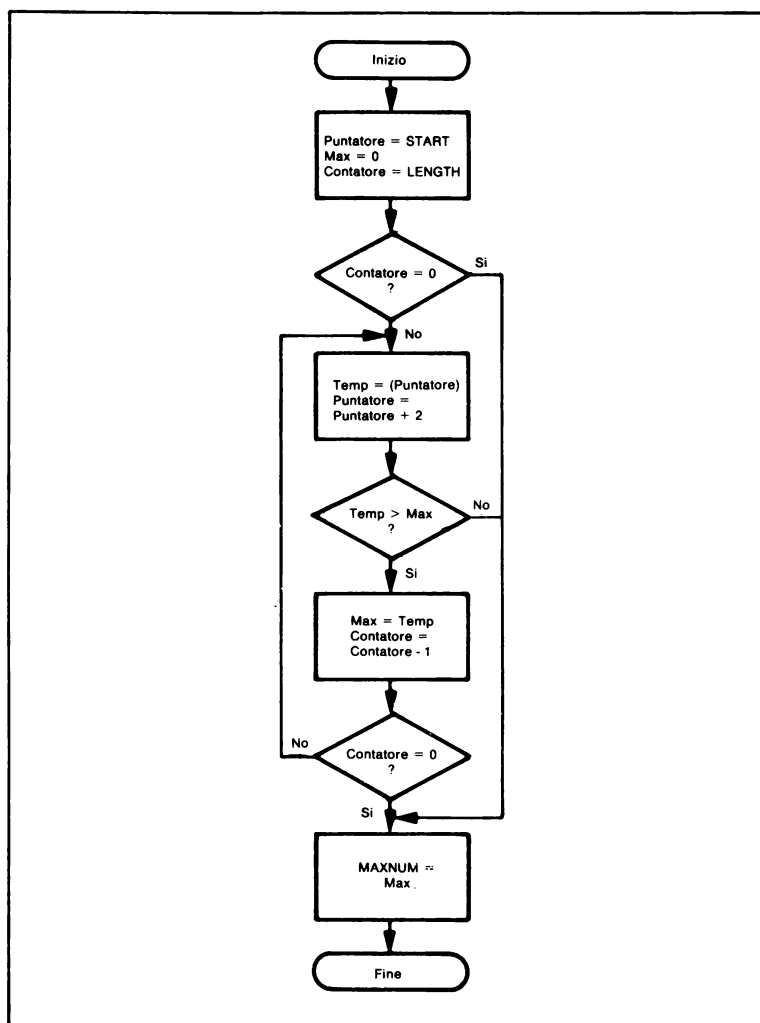 Inizio
Puntatore = START
Max = 0
Contatore = LENGTH
Contatore = 0
?
Si
No
Temp = (Puntatore)
Puntatore =
Puntatore + 2
Temp > Max
?
No
Si
Max = Temp
Contatore =
Contatore - 1
No
Contatore = 0
?
Si
MAXNUM =
Max
Fine